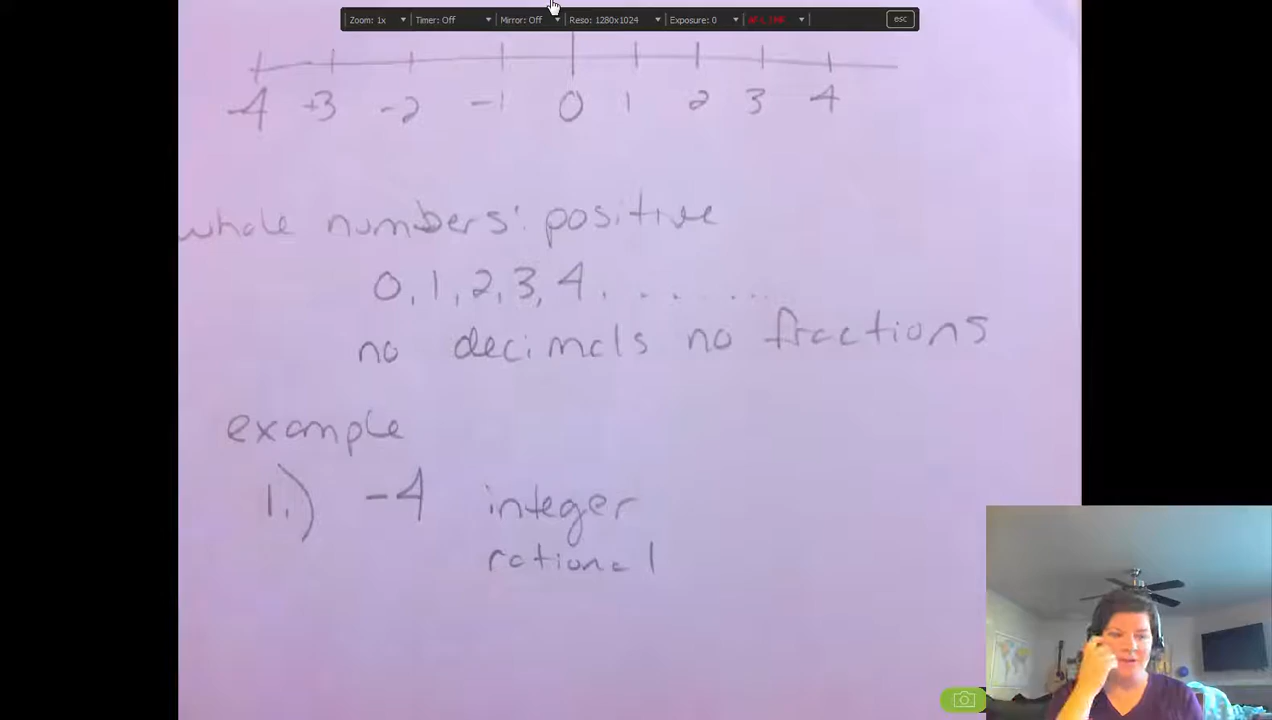 Zoom: 1x Timer: Off Mirror: Off Reso: 1280x1024 Exposure: 0 esc
-4 +3 -2 -1 0 1 2 3 4
whole numbers: positive
0, 1, 2, 3, 4. . . . . . .
no decimals no fractions
example
1.) -4 integer
rational